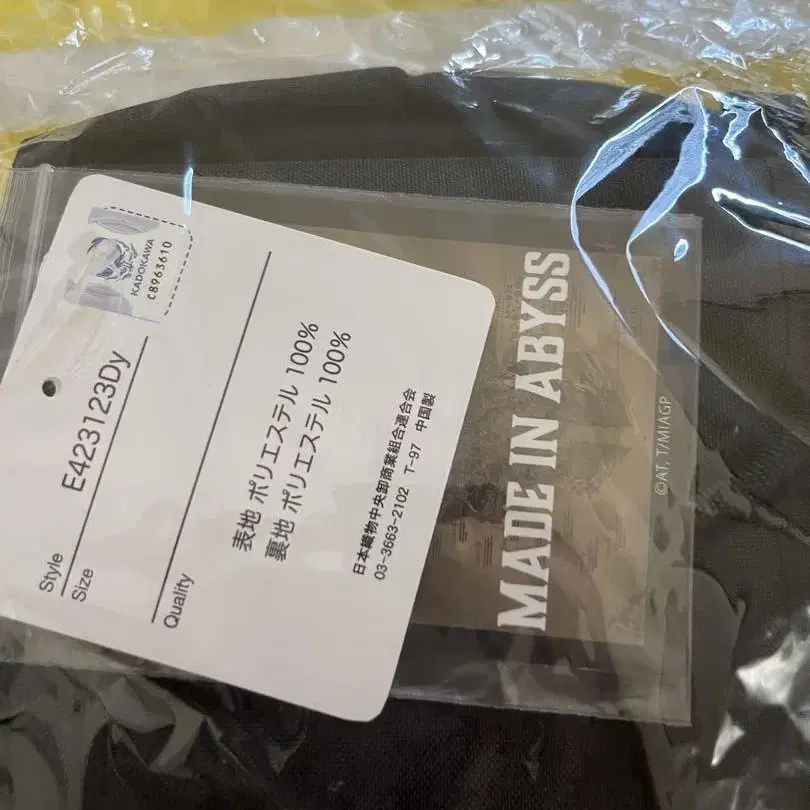 KADOKAWA
C8963610
Style E423123Dy
Size
Quality
表地 ポリエステル 100%
裏地 ポリエステル 100%
日本織物中央卸商業組合連合会
03-3663-2102 T-97 中国製
MADE IN ABYSS
©AT, T/MIAGP